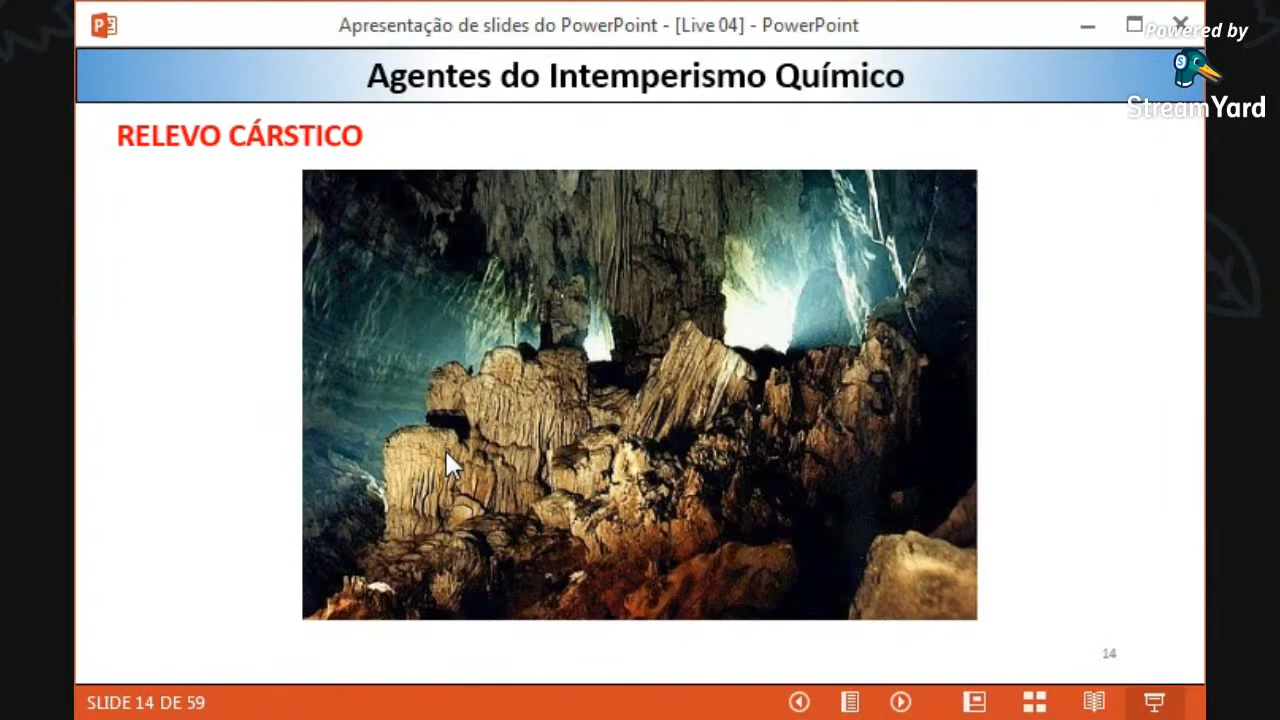 Apresentação de slides do PowerPoint - [Live 04] - PowerPoint
Powered by
StreamYard
Agentes do Intemperismo Químico
RELEVO CÁRSTICO
14
SLIDE 14 DE 59